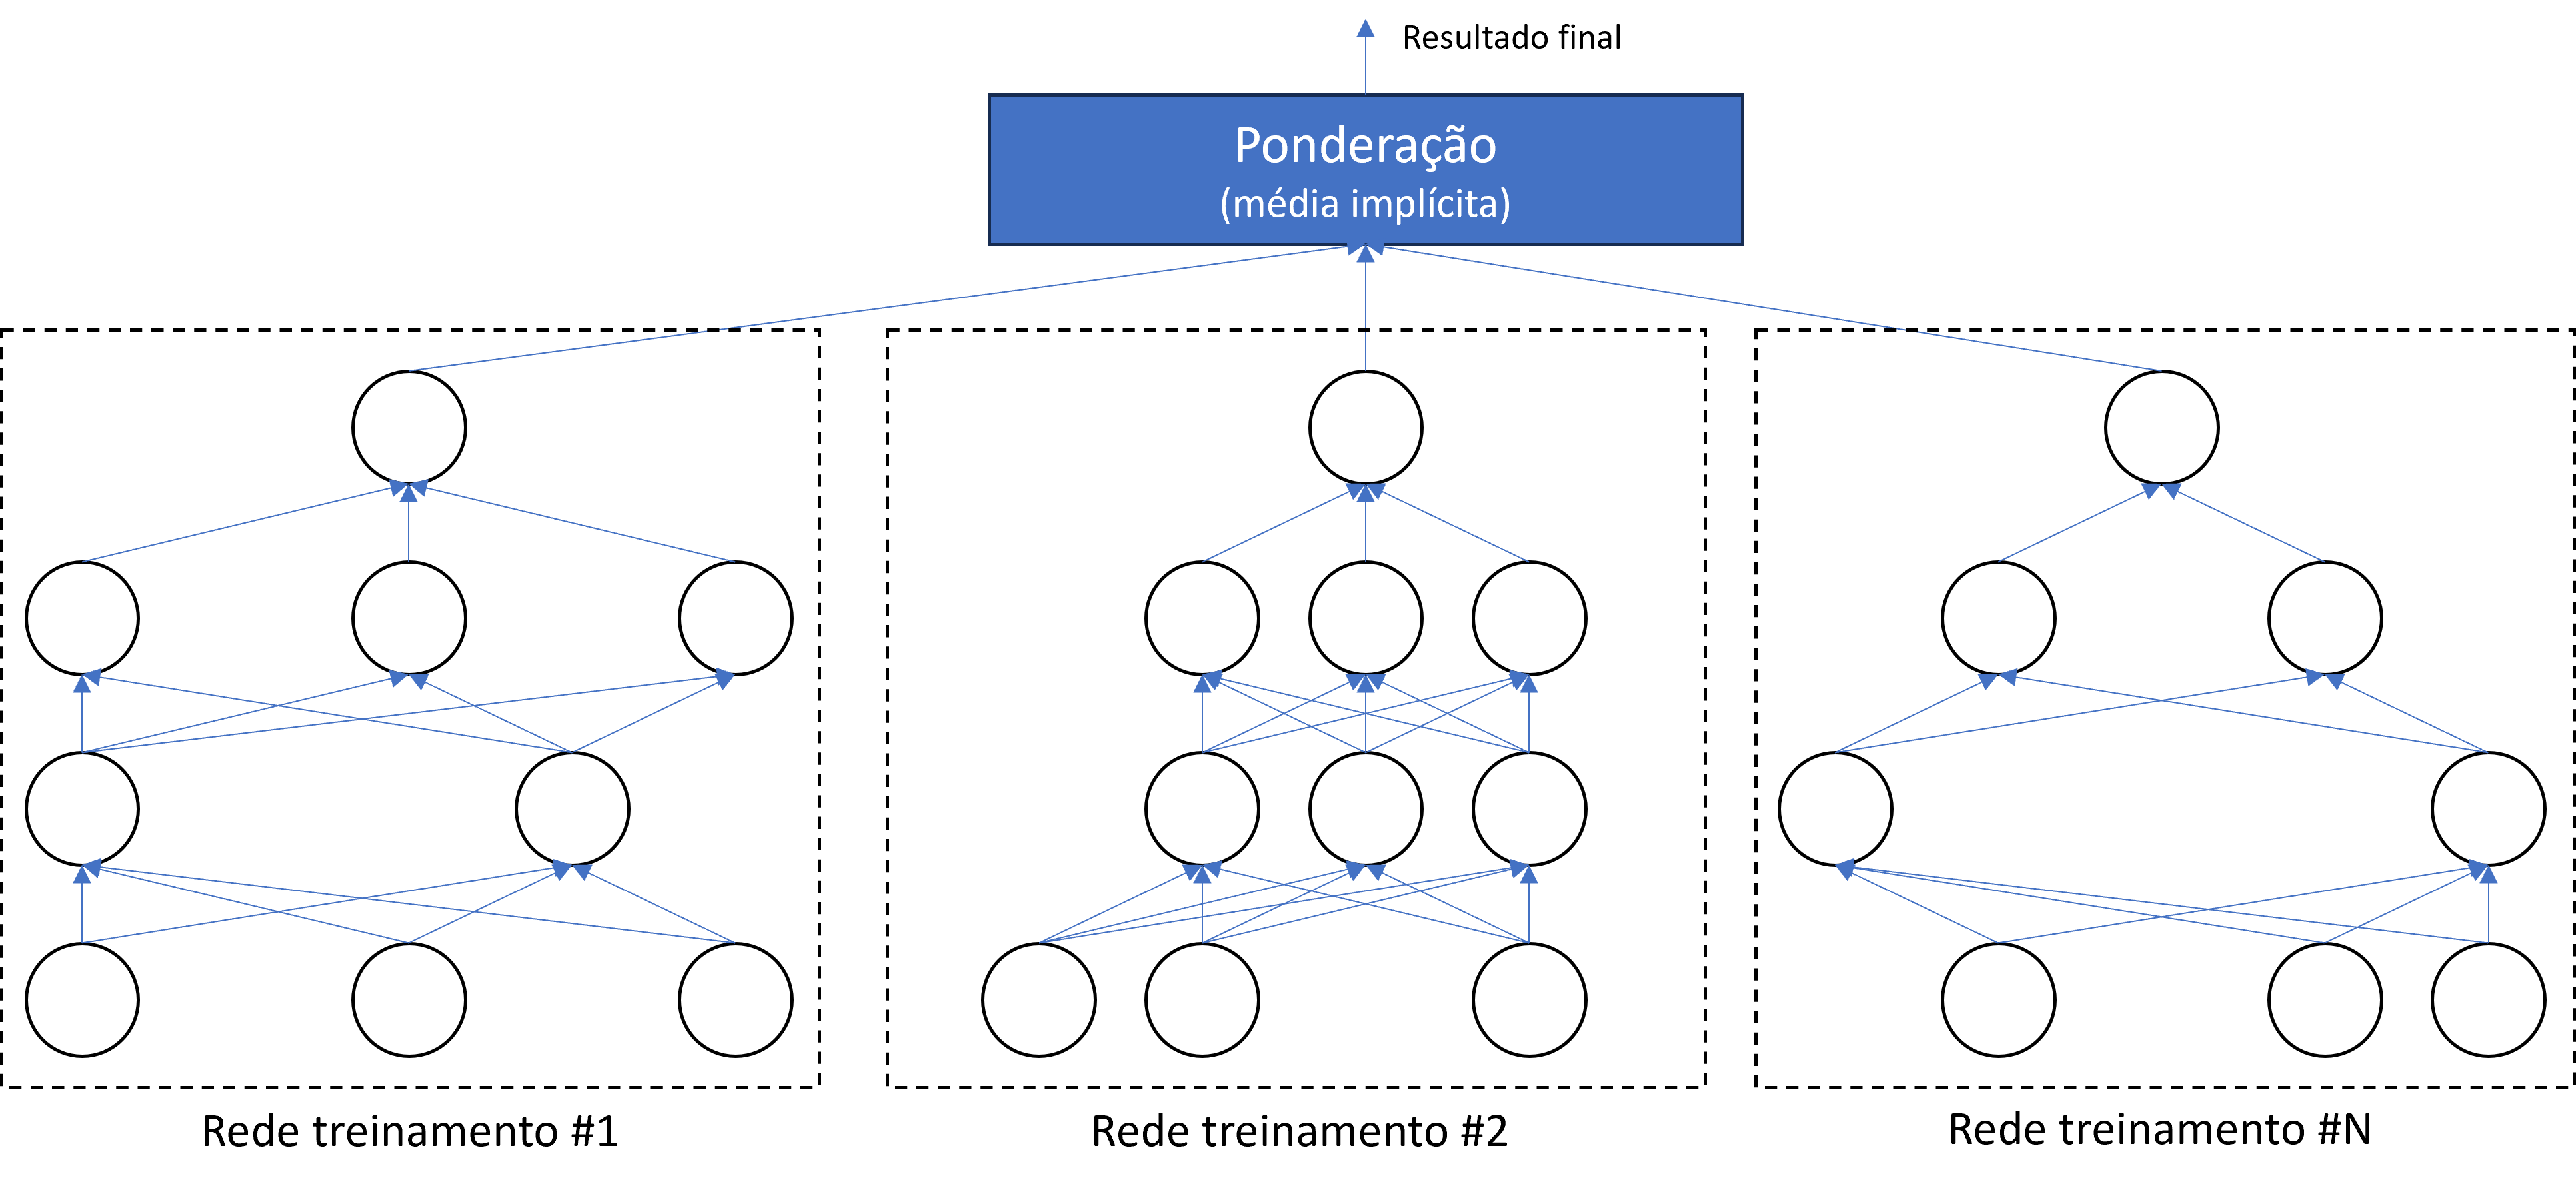 Resultado final
Ponderação
(média implícita)
Rede treinamento #1
Rede treinamento #2
Rede treinamento #N